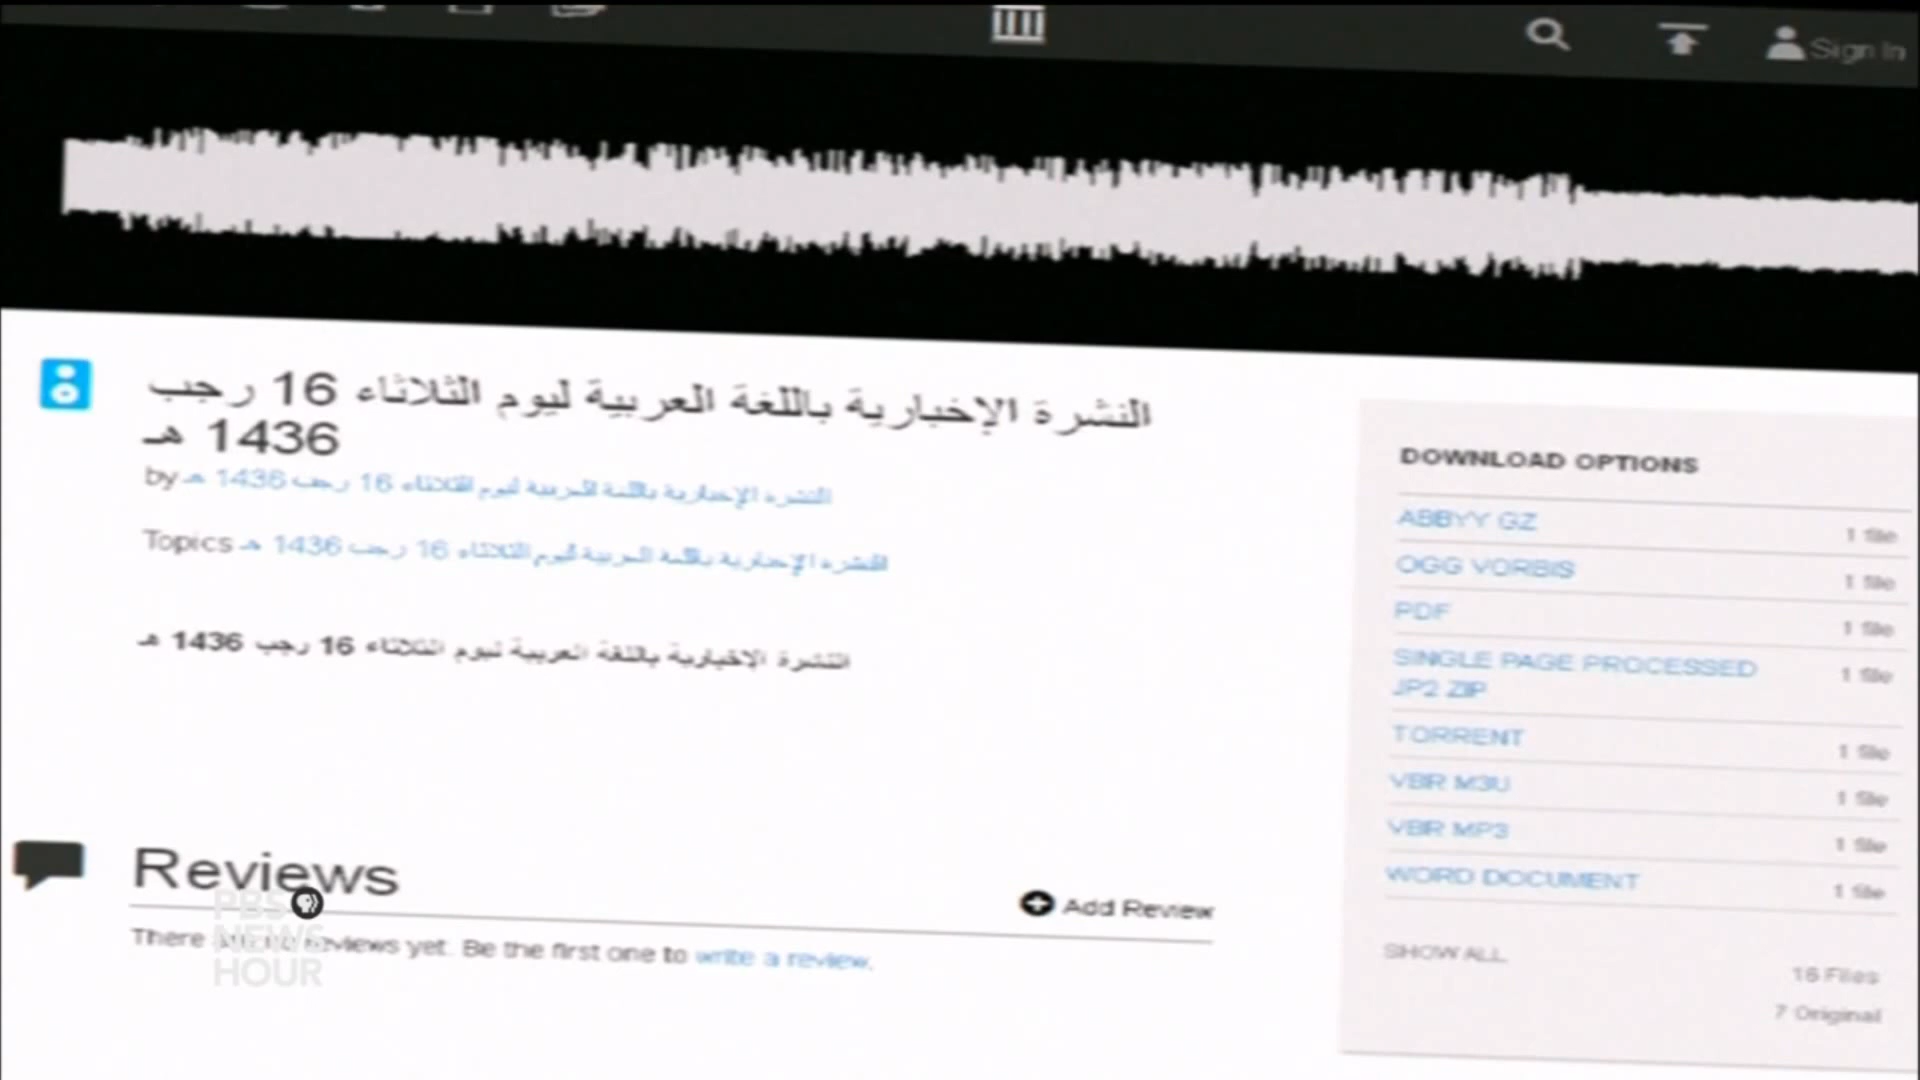 Sign In
النشرة الإخبارية باللغة العربية ليوم الثلاثاء 16 رجب
1436 هـ
by النشرة الإخبارية باللغة العربية ليوم الثلاثاء 16 رجب 1436 هـ
Topics النشرة الإخبارية باللغة العربية ليوم الثلاثاء 16 رجب 1436 هـ
النشرة الاخبارية باللغة العربية ليوم الثلاثاء 16 رجب 1436 هـ
Reviews
Add Review
There are no reviews yet. Be the first one to write a review.
PBS
NEWS
HOUR
DOWNLOAD OPTIONS
ABBYY GZ 1 file
OGG VORBIS 1 file
PDF 1 file
SINGLE PAGE PROCESSED 1 file
JP2 ZIP
TORRENT 1 file
VBR M3U 1 file
VBR MP3 1 file
WORD DOCUMENT 1 file
SHOW ALL
16 Files
7 Original